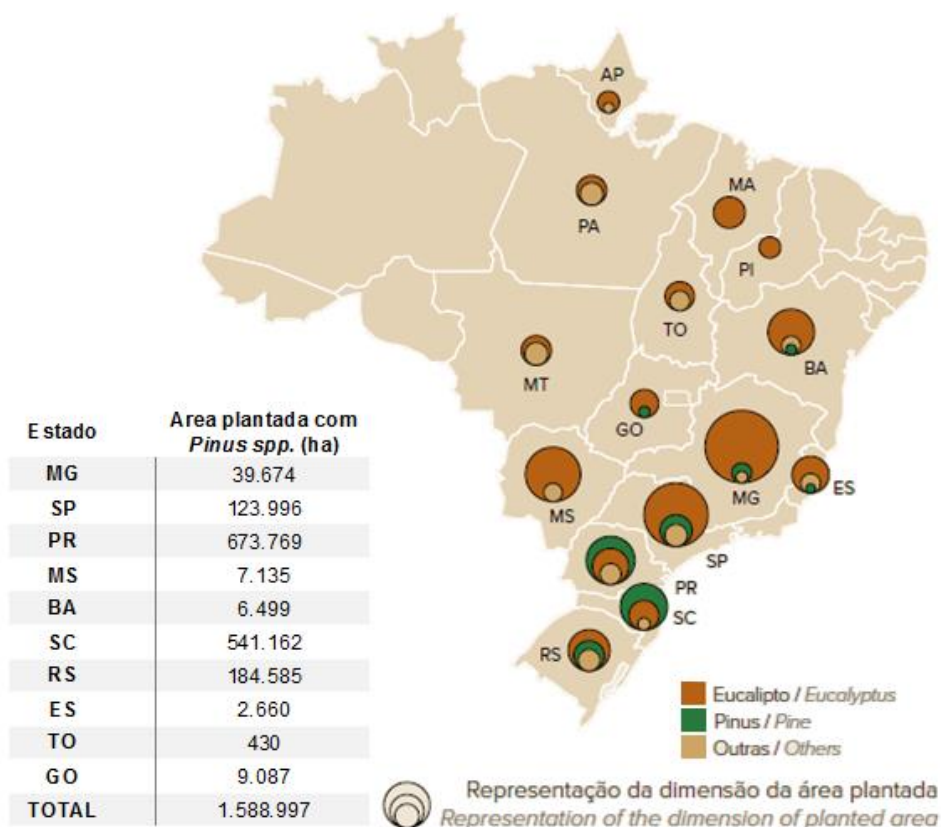 AP
MA
PA
PI
TO
BA
MT
GO
MG
ES
MS
SP
PR
SC
RS
Estado Area plantada com Pinus spp. (ha)
MG 39.674
SP 123.996
PR 673.769
MS 7.135
BA 6.499
SC 541.162
RS 184.585
ES 2.660
TO 430
GO 9.087
TOTAL 1.588.997
Eucalipto / Eucalyptus
Pinus / Pine
Outras / Others
Representação da dimensão da área plantada
Representation of the dimension of planted area